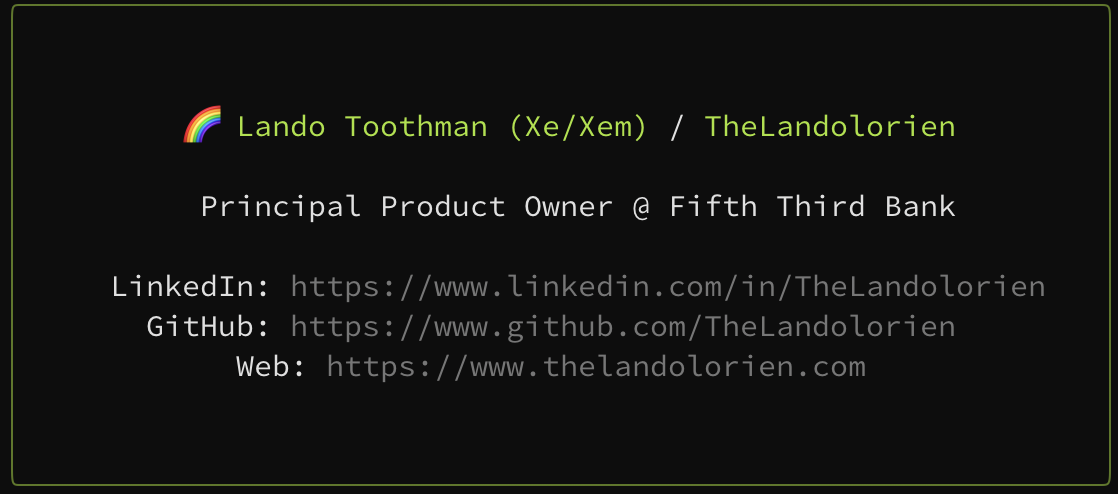 🌈 Lando Toothman (Xe/Xem) / TheLandolorien
Principal Product Owner @ Fifth Third Bank
LinkedIn: https://www.linkedin.com/in/TheLandolorien
GitHub: https://www.github.com/TheLandolorien
Web: https://www.thelandolorien.com